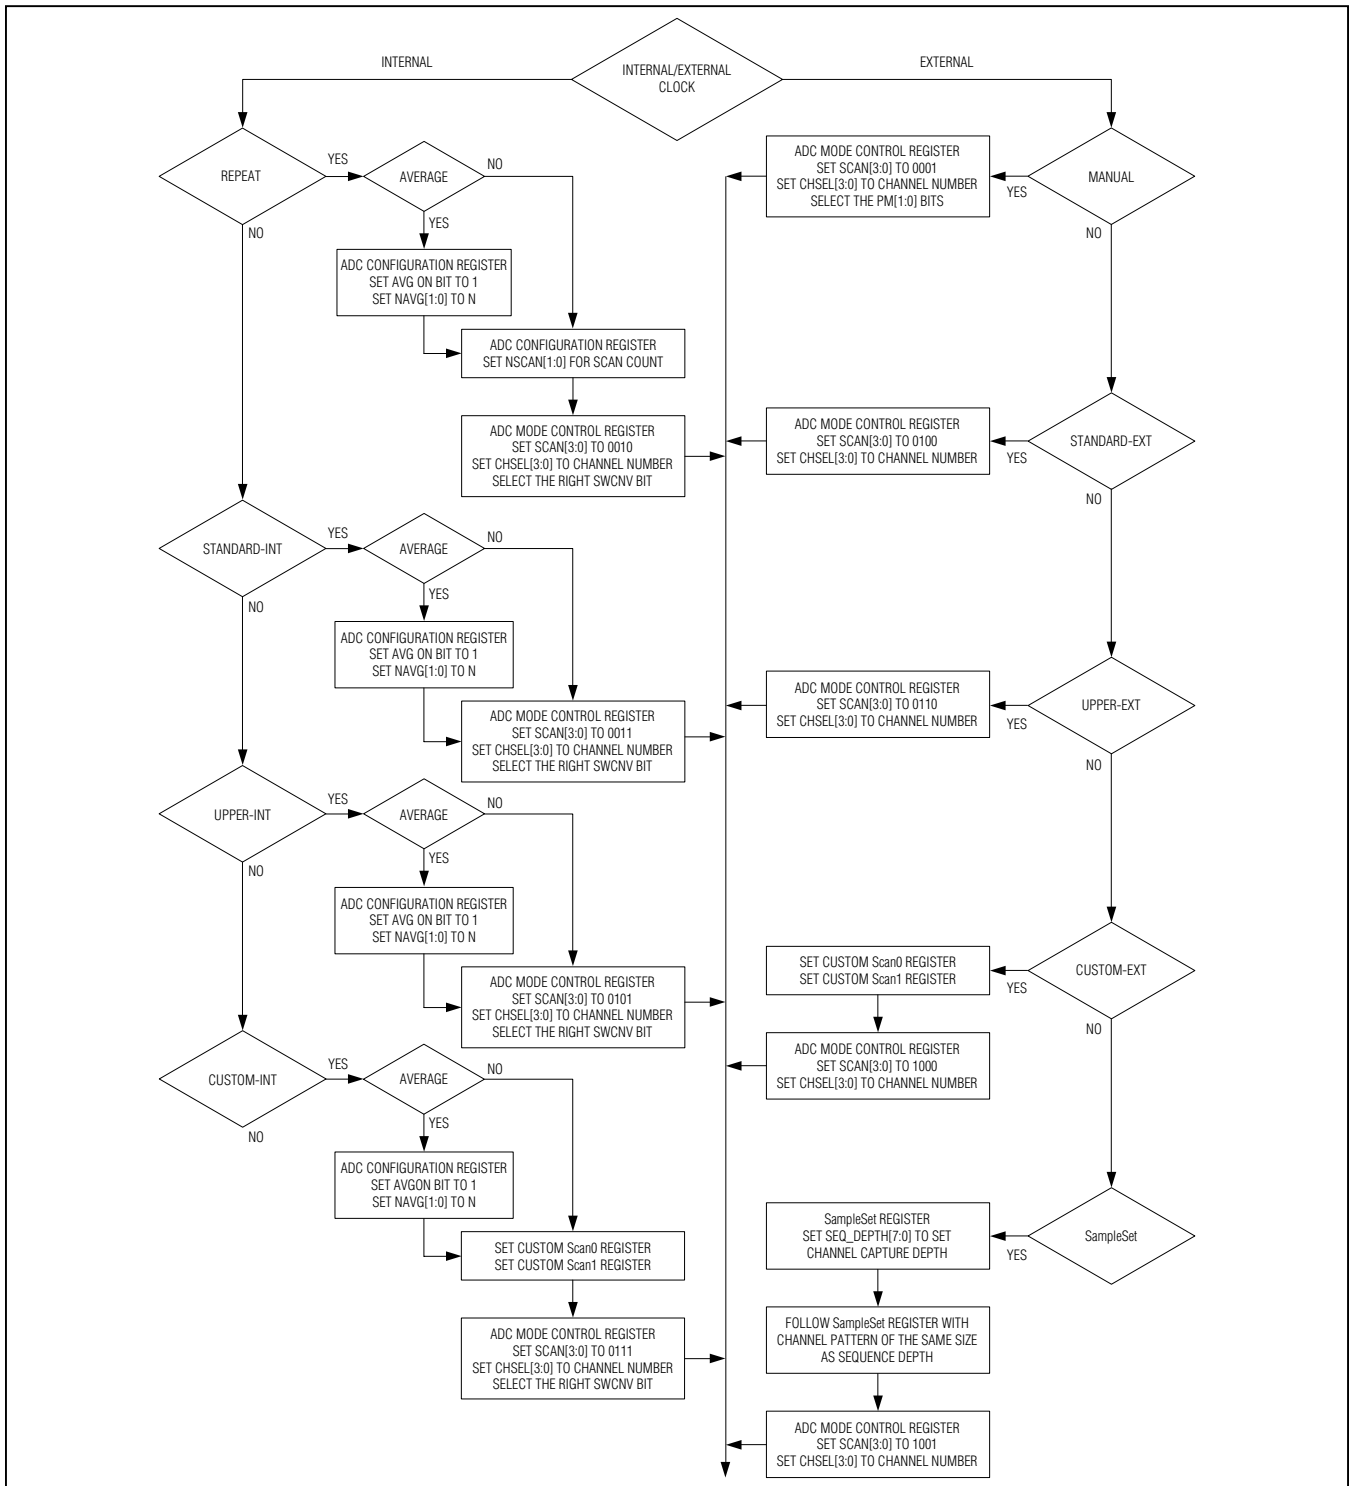 INTERNAL
INTERNAL/EXTERNAL
CLOCK
EXTERNAL
REPEAT
YES
AVERAGE
NO
YES
NO
ADC CONFIGURATION REGISTER
SET AVG ON BIT TO 1
SET NAVG[1:0] TO N
ADC CONFIGURATION REGISTER
SET NSCAN[1:0] FOR SCAN COUNT
ADC MODE CONTROL REGISTER
SET SCAN[3:0] TO 0010
SET CHSEL[3:0] TO CHANNEL NUMBER
SELECT THE RIGHT SWCNV BIT
STANDARD-INT
YES
AVERAGE
NO
YES
NO
ADC CONFIGURATION REGISTER
SET AVG ON BIT TO 1
SET NAVG[1:0] TO N
ADC MODE CONTROL REGISTER
SET SCAN[3:0] TO 0011
SET CHSEL[3:0] TO CHANNEL NUMBER
SELECT THE RIGHT SWCNV BIT
UPPER-INT
YES
AVERAGE
NO
YES
NO
ADC CONFIGURATION REGISTER
SET AVG ON BIT TO 1
SET NAVG[1:0] TO N
ADC MODE CONTROL REGISTER
SET SCAN[3:0] TO 0101
SET CHSEL[3:0] TO CHANNEL NUMBER
SELECT THE RIGHT SWCNV BIT
CUSTOM-INT
YES
AVERAGE
NO
YES
NO
ADC CONFIGURATION REGISTER
SET AVGON BIT TO 1
SET NAVG[1:0] TO N
SET CUSTOM Scan0 REGISTER
SET CUSTOM Scan1 REGISTER
ADC MODE CONTROL REGISTER
SET SCAN[3:0] TO 0111
SET CHSEL[3:0] TO CHANNEL NUMBER
SELECT THE RIGHT SWCNV BIT
ADC MODE CONTROL REGISTER
SET SCAN[3:0] TO 0001
SET CHSEL[3:0] TO CHANNEL NUMBER
SELECT THE PM[1:0] BITS
YES
MANUAL
NO
ADC MODE CONTROL REGISTER
SET SCAN[3:0] TO 0100
SET CHSEL[3:0] TO CHANNEL NUMBER
YES
STANDARD-EXT
NO
ADC MODE CONTROL REGISTER
SET SCAN[3:0] TO 0110
SET CHSEL[3:0] TO CHANNEL NUMBER
YES
UPPER-EXT
NO
SET CUSTOM Scan0 REGISTER
SET CUSTOM Scan1 REGISTER
YES
CUSTOM-EXT
NO
ADC MODE CONTROL REGISTER
SET SCAN[3:0] TO 1000
SET CHSEL[3:0] TO CHANNEL NUMBER
SampleSet REGISTER
SET SEQ_DEPTH[7:0] TO SET
CHANNEL CAPTURE DEPTH
YES
SampleSet
FOLLOW SampleSet REGISTER WITH
CHANNEL PATTERN OF THE SAME SIZE
AS SEQUENCE DEPTH
ADC MODE CONTROL REGISTER
SET SCAN[3:0] TO 1001
SET CHSEL[3:0] TO CHANNEL NUMBER